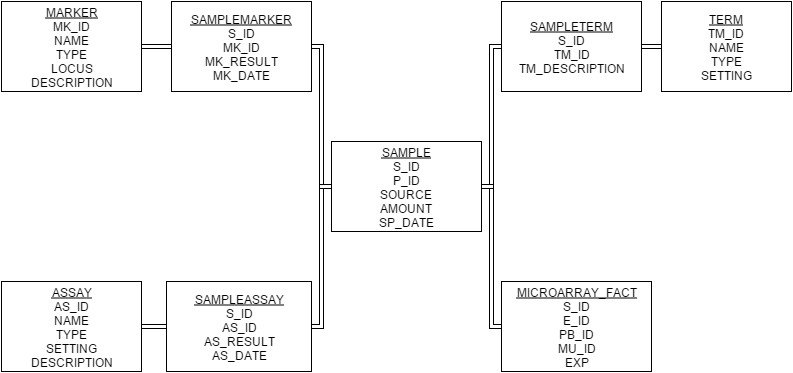 MARKER
MK_ID
NAME
TYPE
LOCUS
DESCRIPTION
SAMPLEMARKER
S_ID
MK_ID
MK_RESULT
MK_DATE
SAMPLETERM
S_ID
TM_ID
TM_DESCRIPTION
TERM
TM_ID
NAME
TYPE
SETTING
SAMPLE
S_ID
P_ID
SOURCE
AMOUNT
SP_DATE
ASSAY
AS_ID
NAME
TYPE
SETTING
DESCRIPTION
SAMPLEASSAY
S_ID
AS_ID
AS_RESULT
AS_DATE
MICROARRAY_FACT
S_ID
E_ID
PB_ID
MU_ID
EXP